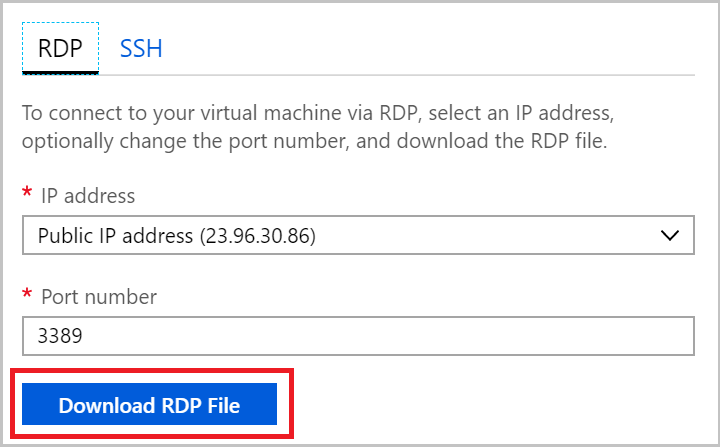 RDP SSH
To connect to your virtual machine via RDP, select an IP address,
optionally change the port number, and download the RDP file.
* IP address
Public IP address (23.96.30.86)
* Port number
3389
Download RDP File